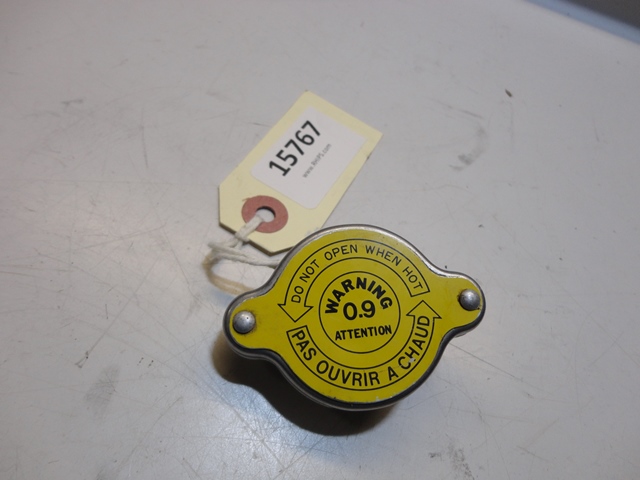 15767
DO NOT OPEN WHEN HOT
WARNING
0.9
ATTENTION
PAS OUVRIR A CHAUD